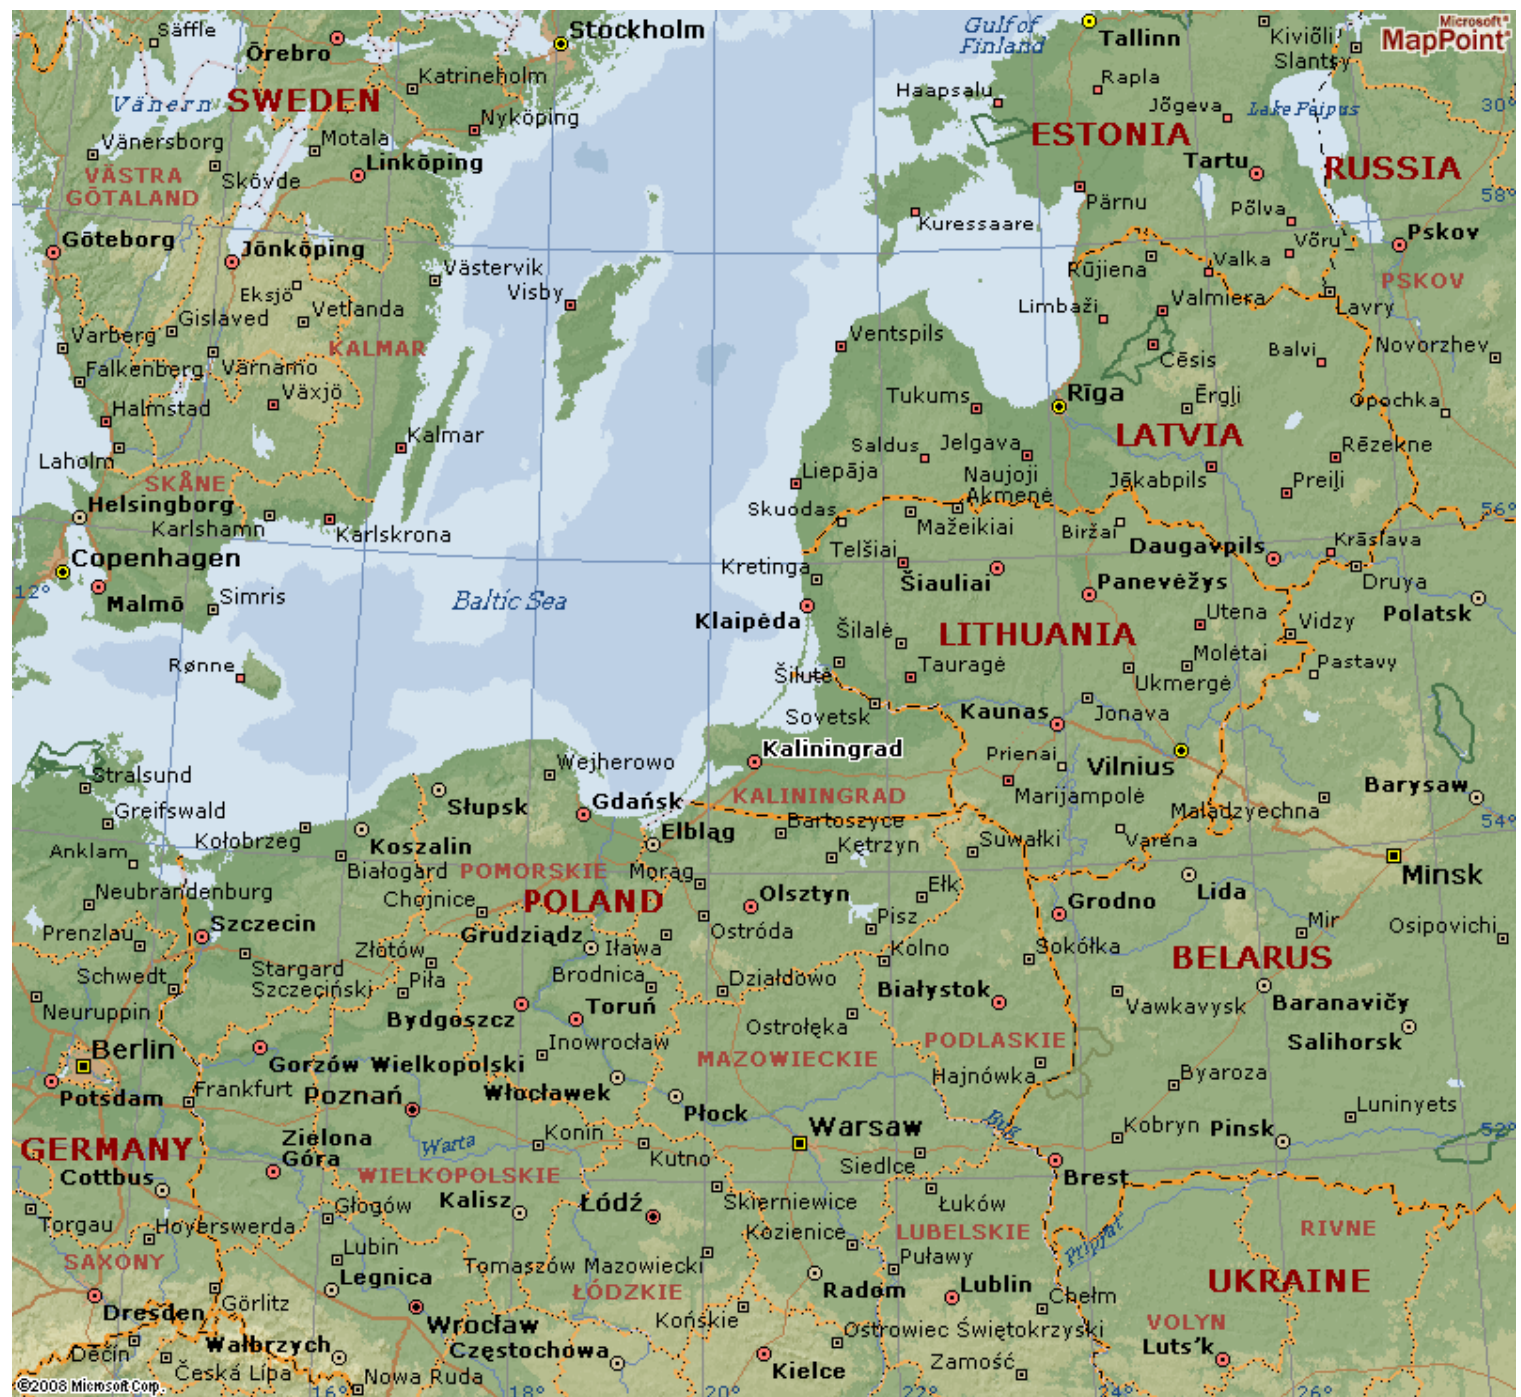 Säffle
Örebro
Stockholm
Gulf of
Finland
Tallinn
Kiviõli
Slantsy
Microsoft®
MapPoint®
Vänern
SWEDEN
Katrineholm
Nyköping
Haapsalu
Rapla
Jõgeva
Lake Peipus
30°
Vänersborg
Motala
Linköping
Skövde
VÄSTRA
GÖTALAND
ESTONIA
Tartu
RUSSIA
Pärnu
Põlva
58°
Kuressaare
Göteborg
Jönköping
Võru
Pskov
Västervik
Visby
Eksjö
Vetlanda
Gislaved
Rūjiena
Valka
PSKOV
Limbaži
Valmiera
Lavry
Varberg
KALMAR
Ventspils
Cēsis
Balvi
Novorzhev
Falkenberg
Värnamo
Växjö
Halmstad
Tukums
Rīga
Ērgļi
Opochka
Kalmar
LATVIA
Laholm
Saldus
Jelgava
Rēzekne
SKÅNE
Liepāja
Naujoji
Akmenė
Jēkabpils
Preiļi
Helsingborg
Karlshamn
Karlskrona
Skuodas
Mažeikiai
Biržai
56°
Copenhagen
Telšiai
Daugavpils
Krāslava
Kretinga
Šiauliai
Panevėžys
Druya
12°
Malmö
Simris
Baltic Sea
Klaipėda
Utena
Polatsk
Šilalė
LITHUANIA
Vidzy
Rønne
Šilutė
Tauragė
Molėtai
Pastavy
Ukmergė
Sovetsk
Kaunas
Jonava
Kaliningrad
Prienai
Vilnius
Stralsund
Wejherowo
Barysaw
Greifswald
Słupsk
Gdańsk
KALININGRAD
Marijampolė
Maladzyechna
Kołobrzeg
Koszalin
Elbląg
Bartoszyce
Suwałki
Varėna
54°
Anklam
Białogard
POMORSKIE
Morąg
Kętrzyn
Minsk
Neubrandenburg
Chojnice
POLAND
Olsztyn
Ełk
Lida
Grodno
Szczecin
Pisz
Mir
Prenzlau
Grudziądz
Iława
Ostróda
Osipovichi
Złotów
Kolno
Sokółka
Schwedt
Stargard
Szczeciński
Piła
Brodnica
Działdowo
BELARUS
Białystok
Neuruppin
Bydgoszcz
Toruń
Vawkavysk
Baranavičy
Ostrołęka
Berlin
Inowrocław
PODLASKIE
Salihorsk
Gorzów Wielkopolski
MAZOWIECKIE
Hajnówka
Potsdam
Frankfurt
Poznań
Włocławek
Płock
Byaroza
Luninyets
GERMANY
Zielona
Góra
Warta
Konin
Warsaw
Bug
Kobryn
Pinsk
52°
Kutno
Siedlce
Cottbus
WIELKOPOLSKIE
Brest
Kalisz
Łódź
Skierniewice
Łuków
Torgau
Hoyerswerda
Głogów
Kozienice
LUBELSKIE
Pripjat'
RIVNE
SAXONY
Lubin
Tomaszów Mazowiecki
Puławy
Legnica
ŁÓDZKIE
Radom
Lublin
UKRAINE
Dresden
Görlitz
Chełm
Wrocław
Końskie
Ostrowiec Świętokrzyski
VOLYN
Děčín
Wałbrzych
Częstochowa
Kielce
Zamość
Luts'k
Česká Lípa
Nowa Ruda
©2008 Microsoft Corp.
16°
18°
20°
22°
24°
26°